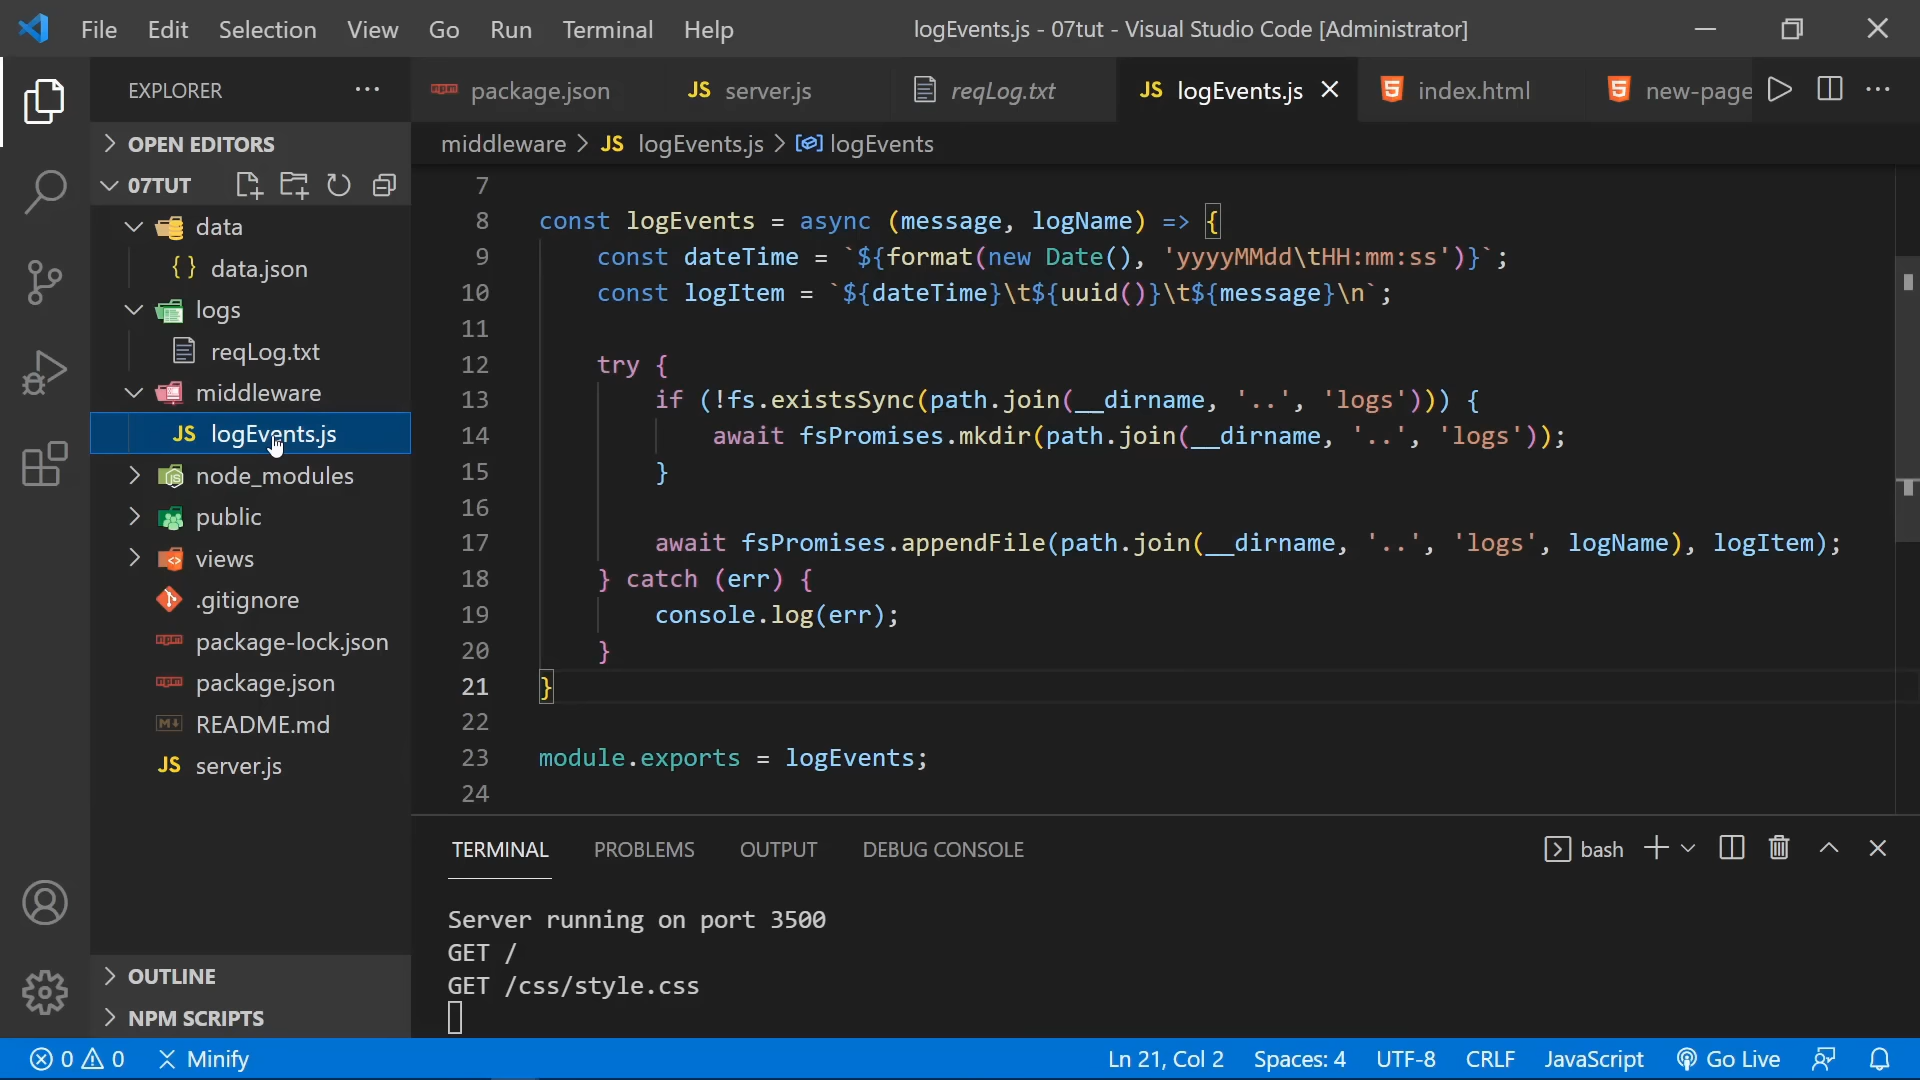 File Edit Selection View Go Run Terminal Help
logEvents.js - 07tut - Visual Studio Code [Administrator]
EXPLORER
OPEN EDITORS
07TUT
data
{ } data.json
logs
reqLog.txt
middleware
JS logEvents.js
node_modules
public
views
.gitignore
package-lock.json
package.json
README.md
JS server.js
OUTLINE
NPM SCRIPTS
package.json JS server.js reqLog.txt JS logEvents.js index.html new-page
middleware > JS logEvents.js > logEvents
7
8 const logEvents = async (message, logName) => {
9     const dateTime = `${format(new Date(), 'yyyyMMdd\tHH:mm:ss')}`;
10     const logItem = `${dateTime}\t${uuid()}\t${message}\n`;
11
12     try {
13         if (!fs.existsSync(path.join(__dirname, '..', 'logs'))) {
14             await fsPromises.mkdir(path.join(__dirname, '..', 'logs'));
15         }
16
17         await fsPromises.appendFile(path.join(__dirname, '..', 'logs', logName), logItem);
18     } catch (err) {
19         console.log(err);
20     }
21 }
22
23 module.exports = logEvents;
24
TERMINAL PROBLEMS OUTPUT DEBUG CONSOLE
bash
Server running on port 3500
GET /
GET /css/style.css
0 0 Minify
Ln 21, Col 2 Spaces: 4 UTF-8 CRLF JavaScript Go Live